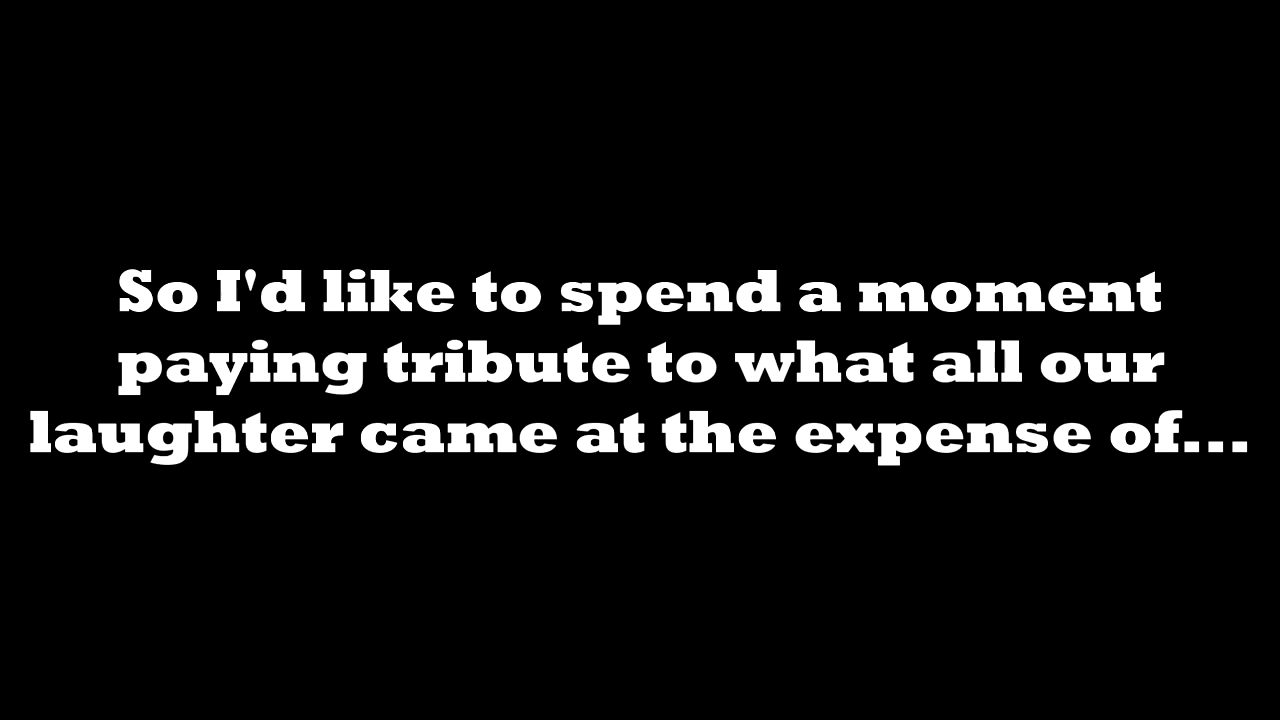 So I'd like to spend a moment
paying tribute to what all our
laughter came at the expense of...